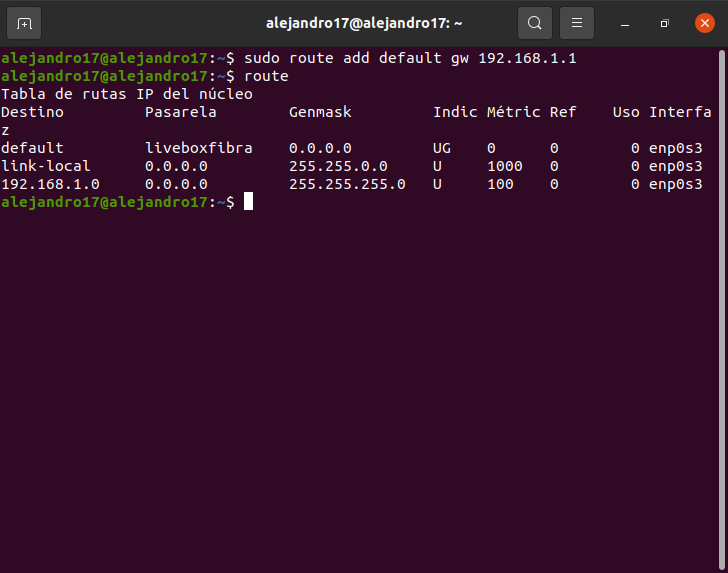 alejandro17@alejandro17: ~
alejandro17@alejandro17:~$ sudo route add default gw 192.168.1.1
alejandro17@alejandro17:~$ route
Tabla de rutas IP del núcleo
Destino         Pasarela        Genmask         Indic Métric Ref    Uso Interfa
z
default         liveboxfibra    0.0.0.0         UG    0      0        0 enp0s3
link-local      0.0.0.0         255.255.0.0     U     1000   0        0 enp0s3
192.168.1.0     0.0.0.0         255.255.255.0   U     100    0        0 enp0s3
alejandro17@alejandro17:~$